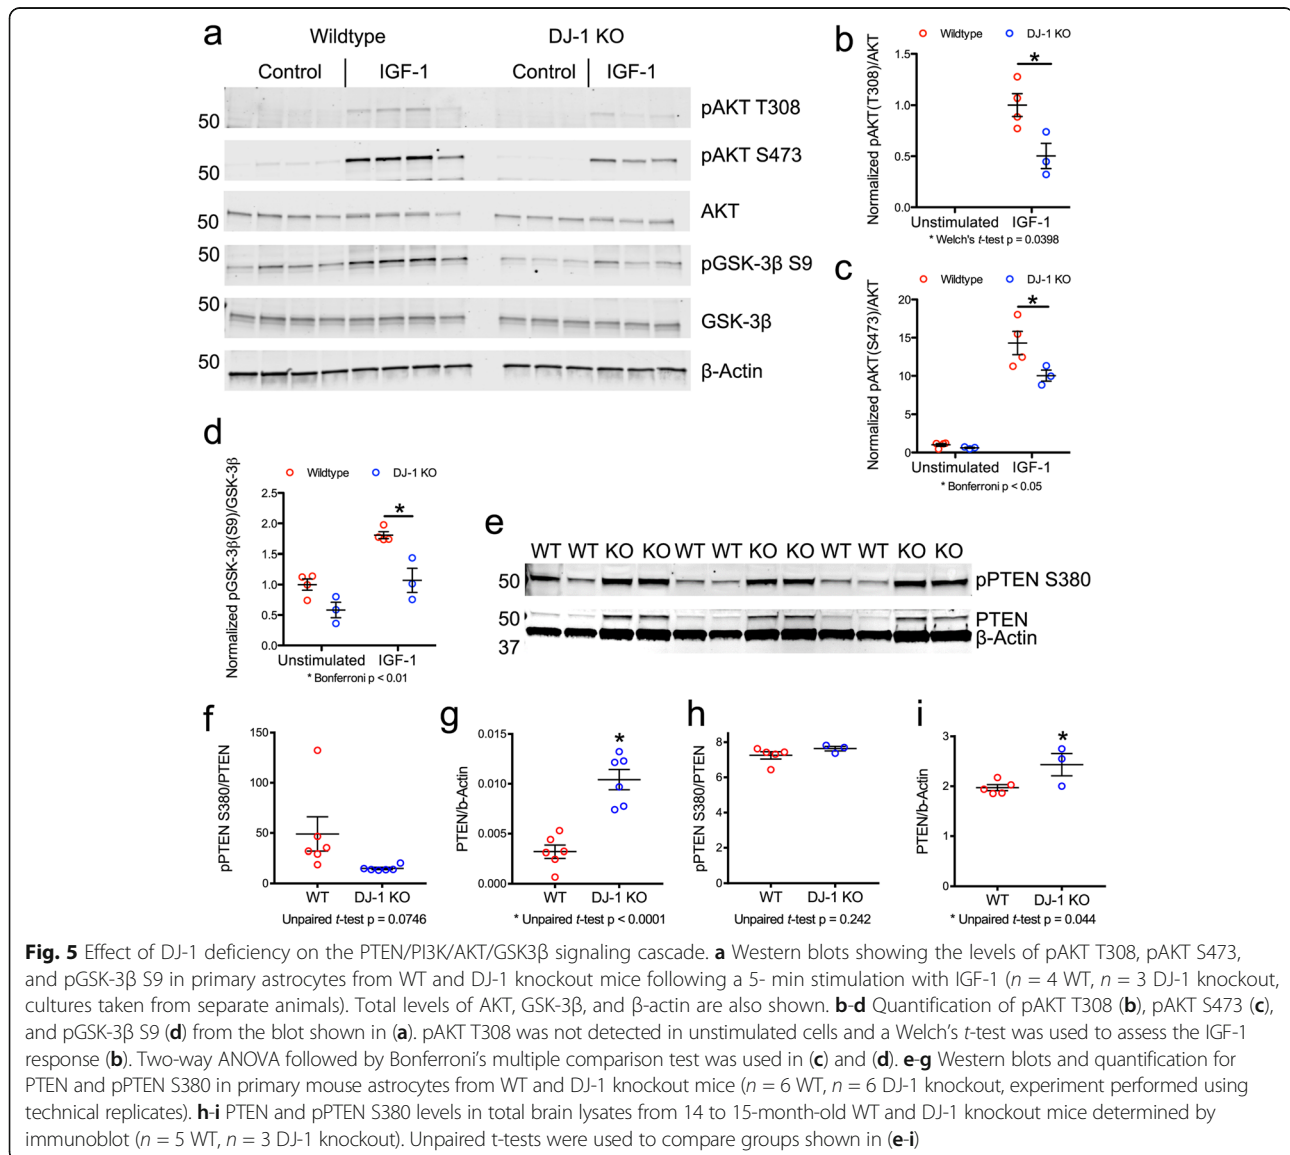 a
Wildtype DJ-1 KO
Control IGF-1 Control IGF-1
50 pAKT T308
50 pAKT S473
50 AKT
50 pGSK-3β S9
50 GSK-3β
50 β-Actin
b
Wildtype DJ-1 KO
Normalized pAKT(T308)/AKT
1.5
*
1.0
0.5
0.0
Unstimulated IGF-1
* Welch's t-test p = 0.0398
c
Wildtype DJ-1 KO
Normalized pAKT(S473)/AKT
20
*
15
10
5
0
Unstimulated IGF-1
* Bonferroni p < 0.05
d
Wildtype DJ-1 KO
Normalized pGSK-3β(S9)/GSK-3β
2.5
*
2.0
1.5
1.0
0.5
0.0
Unstimulated IGF-1
* Bonferroni p < 0.01
e
WT WT KO KO WT WT KO KO WT WT KO KO
50 pPTEN S380
50 PTEN
β-Actin
37
f
pPTEN S380/PTEN
150
100
50
0
WT DJ-1 KO
Unpaired t-test p = 0.0746
g
PTEN/b-Actin
0.015
*
0.010
0.005
0.000
WT DJ-1 KO
* Unpaired t-test p < 0.0001
h
pPTEN S380/PTEN
8
6
4
2
0
WT DJ-1 KO
Unpaired t-test p = 0.242
i
PTEN/b-Actin
3
*
2
1
0
WT DJ-1 KO
* Unpaired t-test p = 0.044
Fig. 5 Effect of DJ-1 deficiency on the PTEN/PI3K/AKT/GSK3β signaling cascade. a Western blots showing the levels of pAKT T308, pAKT S473,
and pGSK-3β S9 in primary astrocytes from WT and DJ-1 knockout mice following a 5- min stimulation with IGF-1 (n = 4 WT, n = 3 DJ-1 knockout,
cultures taken from separate animals). Total levels of AKT, GSK-3β, and β-actin are also shown. b-d Quantification of pAKT T308 (b), pAKT S473 (c),
and pGSK-3β S9 (d) from the blot shown in (a). pAKT T308 was not detected in unstimulated cells and a Welch's t-test was used to assess the IGF-1
response (b). Two-way ANOVA followed by Bonferroni's multiple comparison test was used in (c) and (d). e-g Western blots and quantification for
PTEN and pPTEN S380 in primary mouse astrocytes from WT and DJ-1 knockout mice (n = 6 WT, n = 6 DJ-1 knockout, experiment performed using
technical replicates). h-i PTEN and pPTEN S380 levels in total brain lysates from 14 to 15-month-old WT and DJ-1 knockout mice determined by
immunoblot (n = 5 WT, n = 3 DJ-1 knockout). Unpaired t-tests were used to compare groups shown in (e-i)